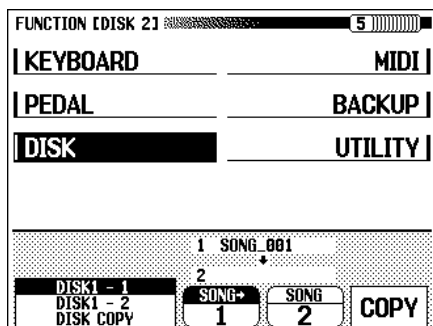 FUNCTION [DISK 2] 5
KEYBOARD MIDI
PEDAL BACKUP
DISK UTILITY
1 SONG_001
2
DISK1 - 1
DISK1 - 2
DISK COPY
SONG→ SONG
1 2 COPY